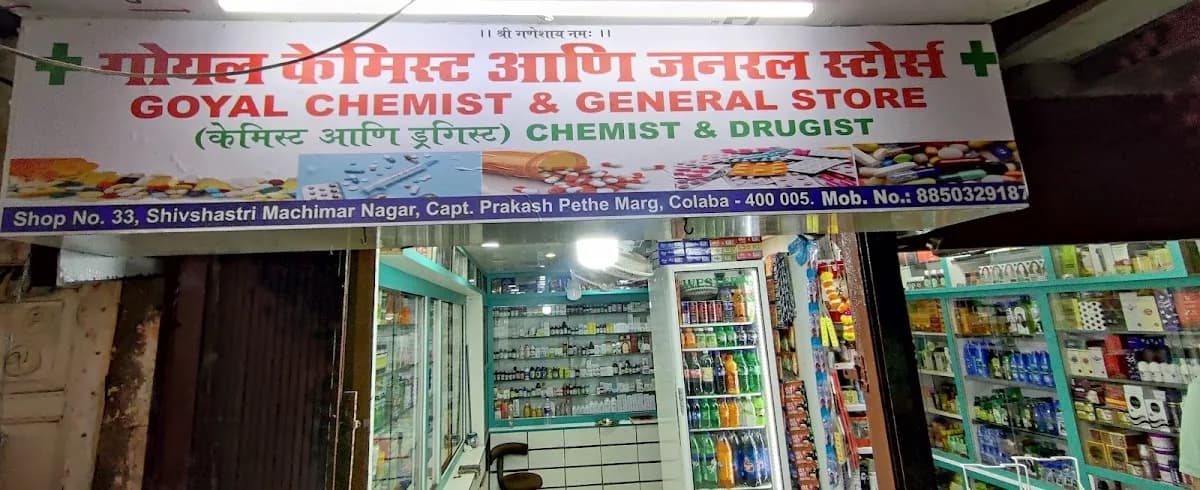 ।। श्री गणेशाय नमः ।।
गोयल केमिस्ट आणि जनरल स्टोर्स
GOYAL CHEMIST & GENERAL STORE
(केमिस्ट आणि ड्रगिस्ट) CHEMIST & DRUGIST
Shop No. 33, Shivshastri Machimar Nagar, Capt. Prakash Pethe Marg, Colaba - 400 005. Mob. No.: 8850329187
WES